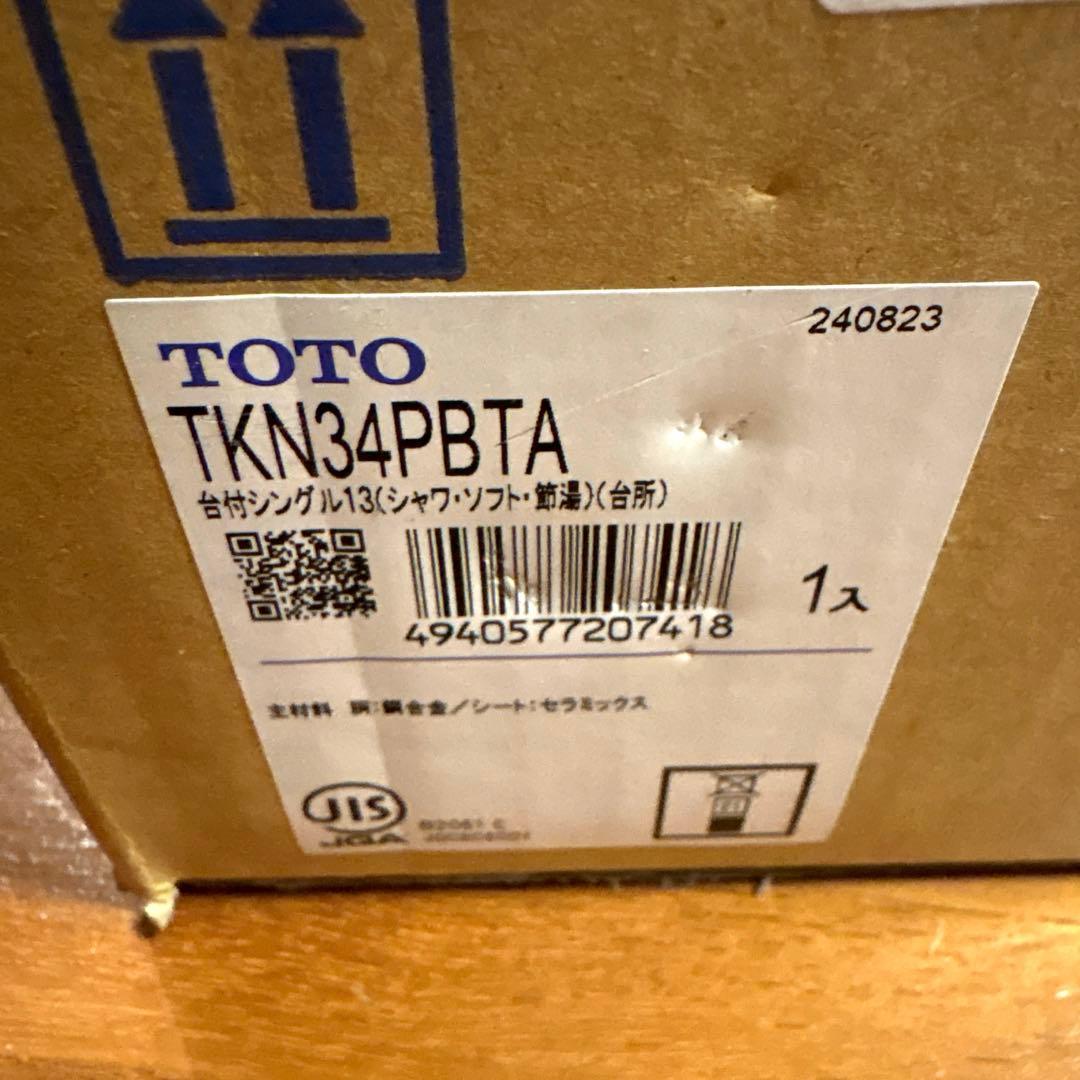 240823
TOTO
TKN34PBTA
台付シングル13(シャワ・ソフト・節湯)(台所)
4940577207418
1入
主材料 胴:銅合金/シート:セラミックス
JIS
JGA